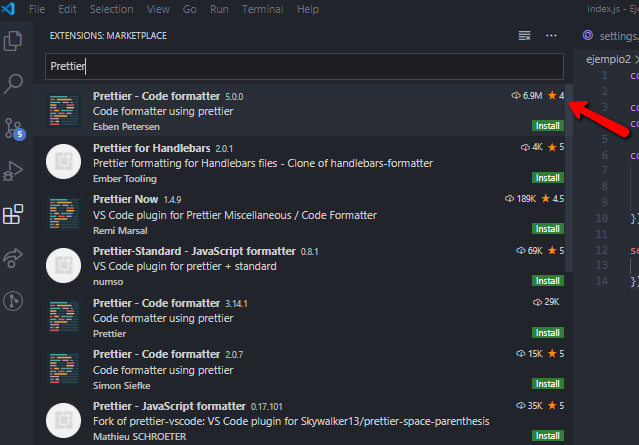 File Edit Selection View Go Run Terminal Help index.js - Eje
EXTENSIONS: MARKETPLACE
settings.
Prettier
ejemplo2
Prettier - Code formatter 5.0.0 6.9M 4
Code formatter using prettier
Esben Petersen Install
Prettier for Handlebars 2.0.1 4K 5
Prettier formatting for Handlebars files - Clone of handlebars-formatter
Ember Tooling Install
Prettier Now 1.4.9 189K 4.5
VS Code plugin for Prettier Miscellaneous / Code Formatter
Remi Marsal Install
Prettier-Standard - JavaScript formatter 0.8.1 69K 5
VS Code plugin for prettier + standard
numso Install
Prettier - Code formatter 3.14.1 29K
Code formatter using prettier
Prettier Install
Prettier - Code formatter 2.0.7 15K 5
Code formatter using prettier
Simon Siefke Install
Prettier - JavaScript formatter 0.17.101 35K 5
Fork of prettier-vscode: VS Code plugin for Skywalker13/prettier-space-parenthesis
Mathieu SCHROETER Install
5
1 co
2
3 co
4 co
5
6 co
7
8
9
10 })
11
12 se
13
14 })